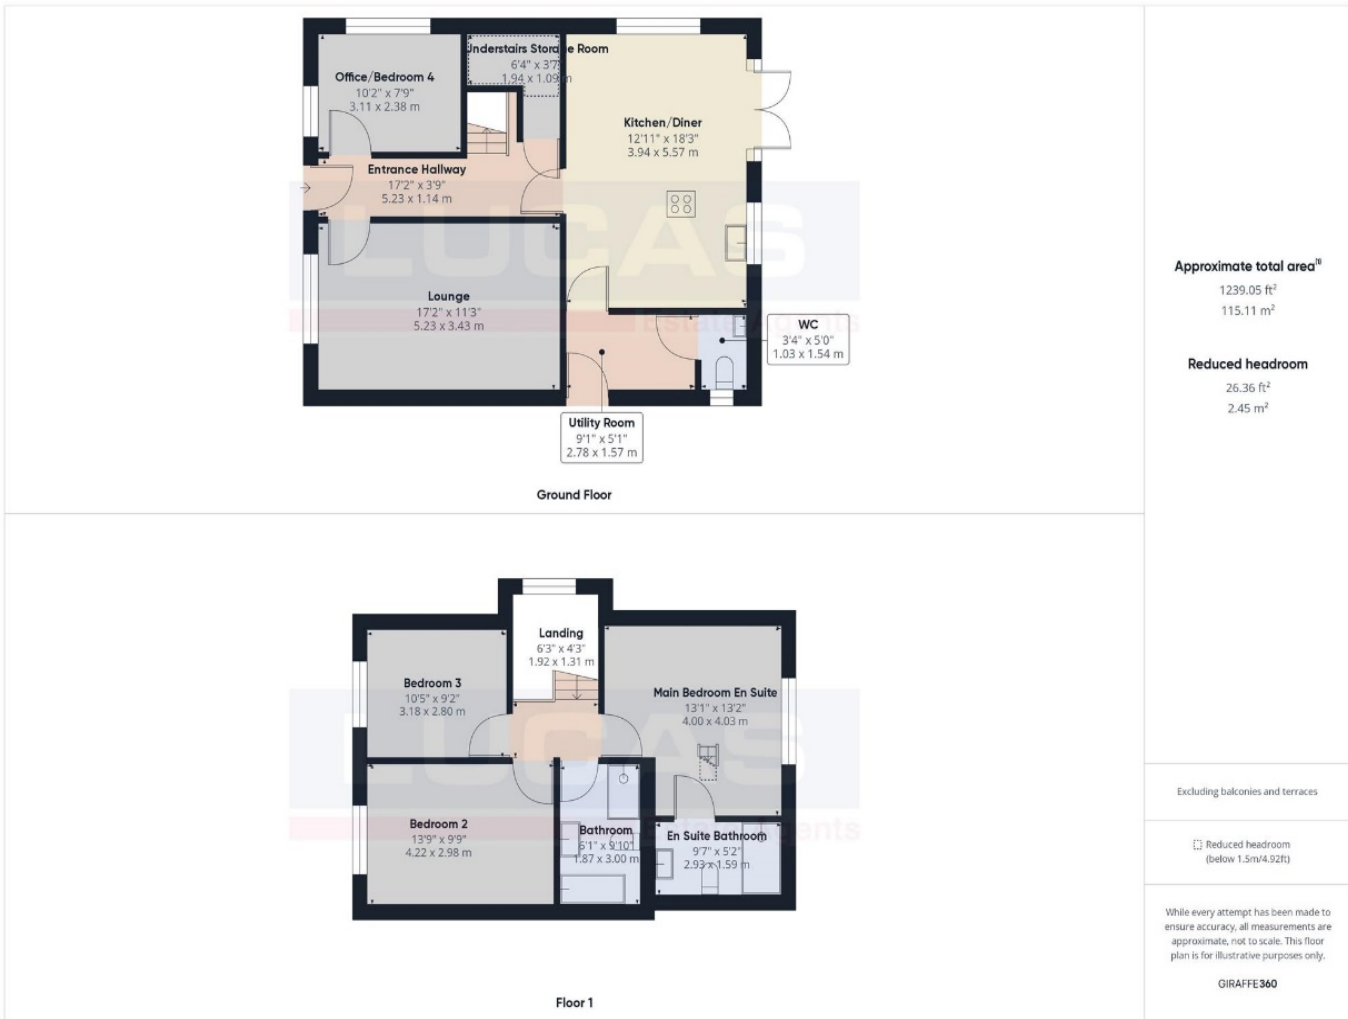 Understairs Storage Room
6'4" x 3'7"
1.94 x 1.09 m
Office/Bedroom 4
10'2" x 7'9"
3.11 x 2.38 m
Kitchen/Diner
12'11" x 18'3"
3.94 x 5.57 m
Entrance Hallway
17'2" x 3'9"
5.23 x 1.14 m
LUCAS
Estate Agents
Lounge
17'2" x 11'3"
5.23 x 3.43 m
WC
3'4" x 5'0"
1.03 x 1.54 m
Utility Room
9'1" x 5'1"
2.78 x 1.57 m
Ground Floor
Approximate total area(1)
1239.05 ft²
115.11 m²
Reduced headroom
26.36 ft²
2.45 m²
Landing
6'3" x 4'3"
1.92 x 1.31 m
Bedroom 3
10'5" x 9'2"
3.18 x 2.80 m
Main Bedroom En Suite
13'1" x 13'2"
4.00 x 4.03 m
LUCAS
Estate Agents
Bedroom 2
13'9" x 9'9"
4.22 x 2.98 m
Bathroom
6'1" x 9'10"
1.87 x 3.00 m
En Suite Bathroom
9'7" x 5'2"
2.93 x 1.59 m
Floor 1
Excluding balconies and terraces
Reduced headroom
(below 1.5m/4.92ft)
While every attempt has been made to
ensure accuracy, all measurements are
approximate, not to scale. This floor
plan is for illustrative purposes only.
GIRAFFE360